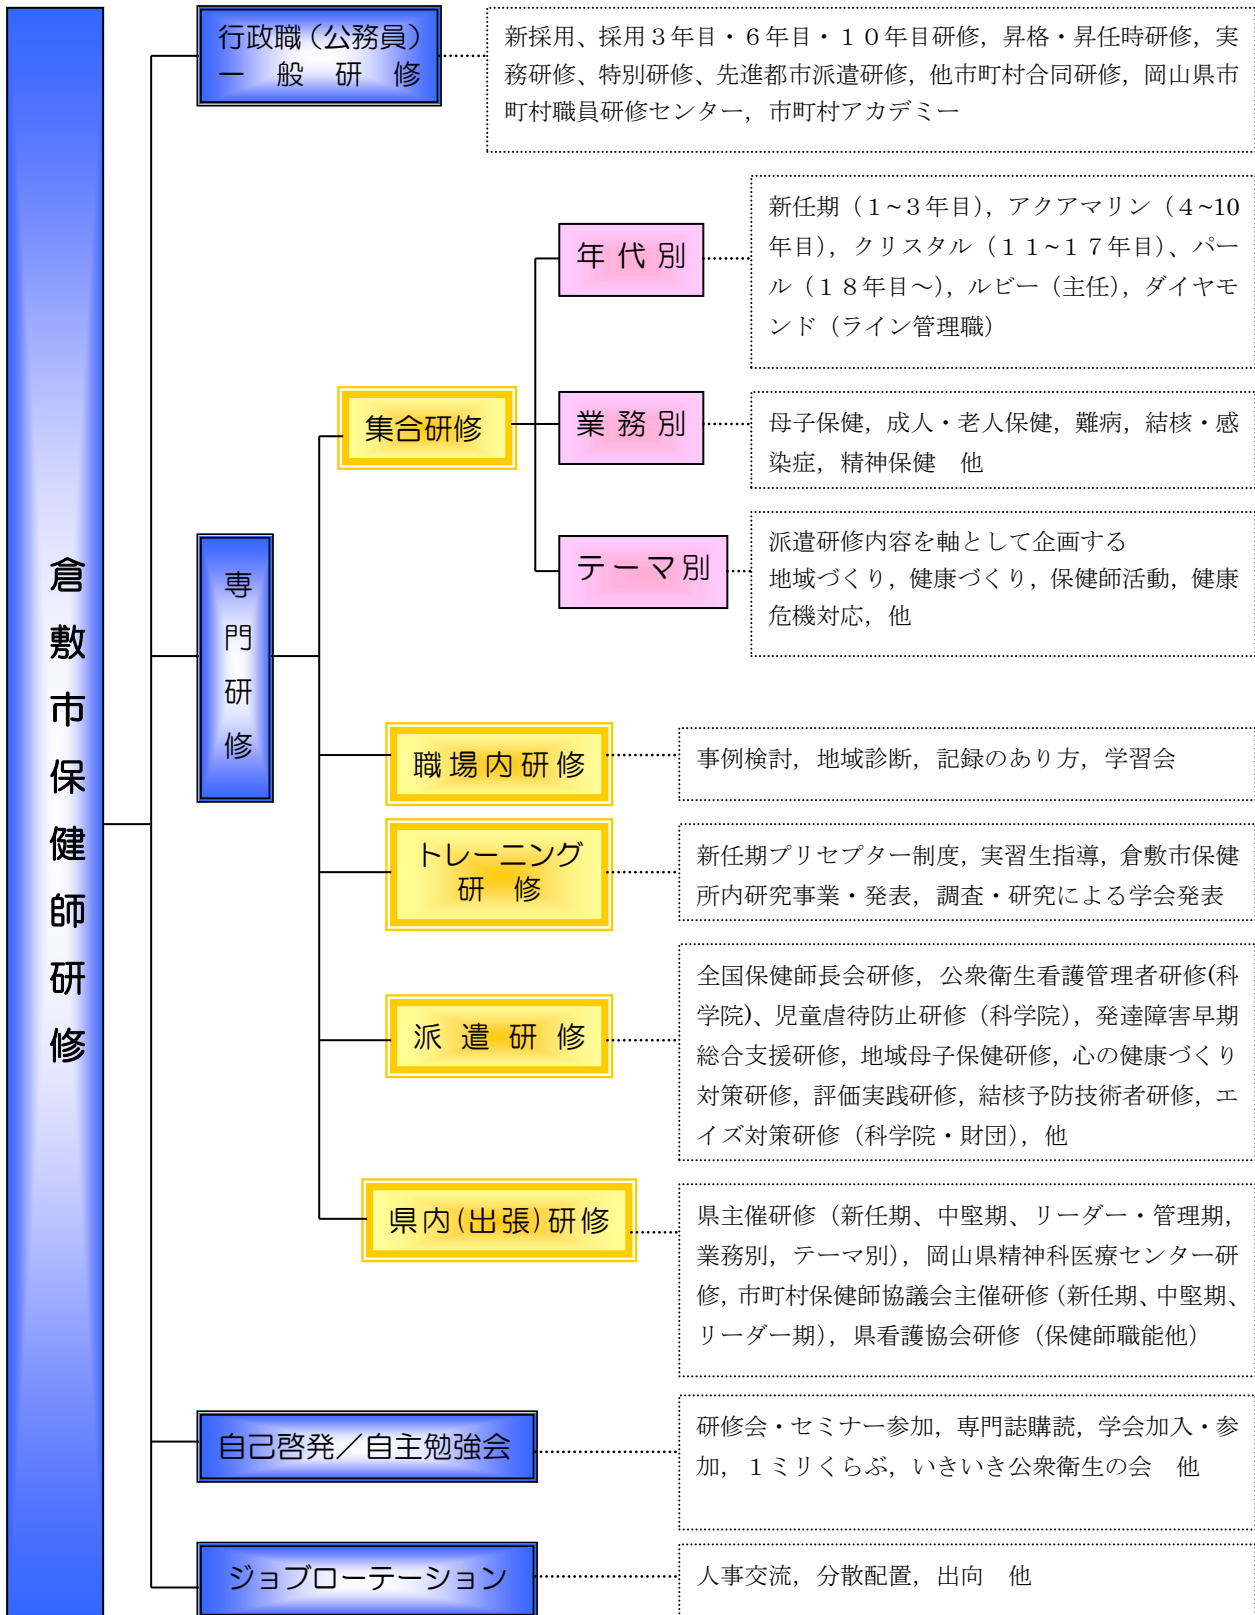 倉敷市保健師研修
行政職（公務員）
一般研修
新採用、採用３年目・６年目・１０年目研修，昇格・昇任時研修，実
務研修、特別研修、先進都市派遣研修，他市町村合同研修，岡山県市
町村職員研修センター，市町村アカデミー
専門研修
集合研修
年代別
新任期（１~３年目），アクアマリン（４~10
年目），クリスタル（１１~１７年目）、パー
ル（１８年目～），ルビー（主任），ダイヤモ
ンド（ライン管理職）
業務別
母子保健，成人・老人保健，難病，結核・感
染症，精神保健　他
テーマ別
派遣研修内容を軸として企画する
地域づくり，健康づくり，保健師活動，健康
危機対応，他
職場内研修
事例検討，地域診断，記録のあり方，学習会
トレーニング
研　修
新任期プリセプター制度，実習生指導，倉敷市保健
所内研究事業・発表，調査・研究による学会発表
派遣研修
全国保健師長会研修，公衆衛生看護管理者研修(科
学院)、児童虐待防止研修（科学院），発達障害早期
総合支援研修，地域母子保健研修，心の健康づくり
対策研修，評価実践研修，結核予防技術者研修，エ
イズ対策研修（科学院・財団），他
県内(出張)研修
県主催研修（新任期、中堅期、リーダー・管理期，
業務別，テーマ別），岡山県精神科医療センター研
修，市町村保健師協議会主催研修（新任期、中堅期、
リーダー期），県看護協会研修（保健師職能他）
自己啓発／自主勉強会
研修会・セミナー参加，専門誌購読，学会加入・参
加，１ミリくらぶ，いきいき公衆衛生の会　他
ジョブローテーション
人事交流，分散配置，出向　他